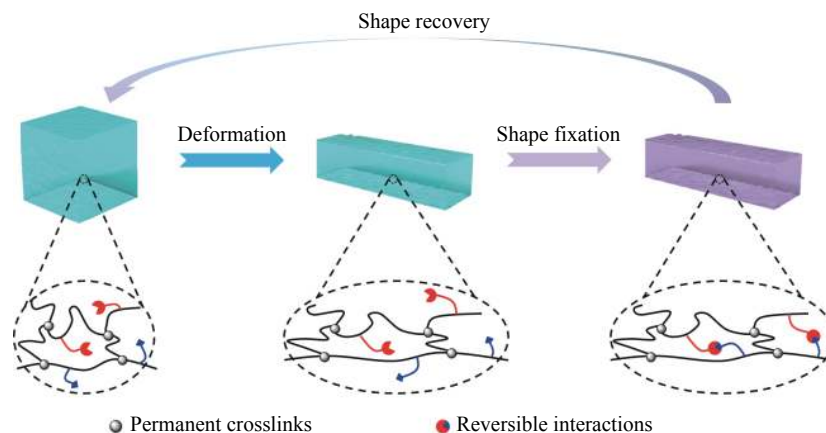 Shape recovery
Deformation
Shape fixation
Permanent crosslinks
Reversible interactions